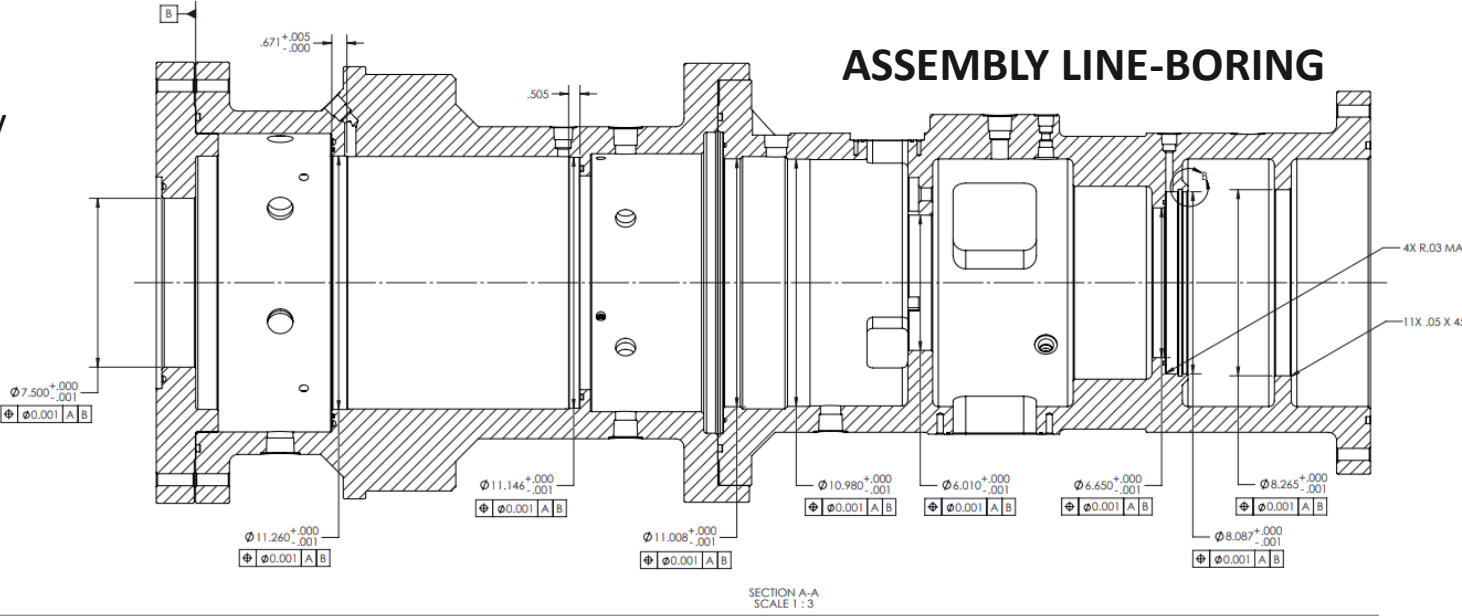 B
.671 +.005 -.000
ASSEMBLY LINE-BORING
.505
B
4X R.03 MA
11X .05 X 45
Ø7.500 +.000 -.001
⌖ Ø0.001 A B
Ø11.146 +.000 -.001
⌖ Ø0.001 A B
Ø10.980 +.000 -.001
⌖ Ø0.001 A B
Ø6.010 +.000 -.001
⌖ Ø0.001 A B
Ø6.650 +.000 -.001
⌖ Ø0.001 A B
Ø8.265 +.000 -.001
⌖ Ø0.001 A B
Ø11.260 +.000 -.001
⌖ Ø0.001 A B
Ø11.008 +.000 -.001
⌖ Ø0.001 A B
Ø8.087 +.000 -.001
⌖ Ø0.001 A B
SECTION A-A
SCALE 1 : 3